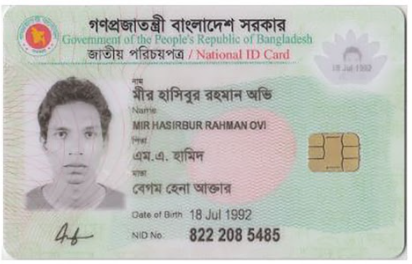 গণপ্রজাতন্ত্রী বাংলাদেশ সরকার
Government of the People's Republic of Bangladesh
জাতীয় পরিচয়পত্র / National ID Card
18 Jul 1992
নাম
মীর হাসিবুর রহমান অভি
Name
MIR HASIRBUR RAHMAN OVI
পিতা
এম.এ. হামিদ
মাতা
বেগম হেনা আক্তার
Date of Birth 18 Jul 1992
NID No. 822 208 5485